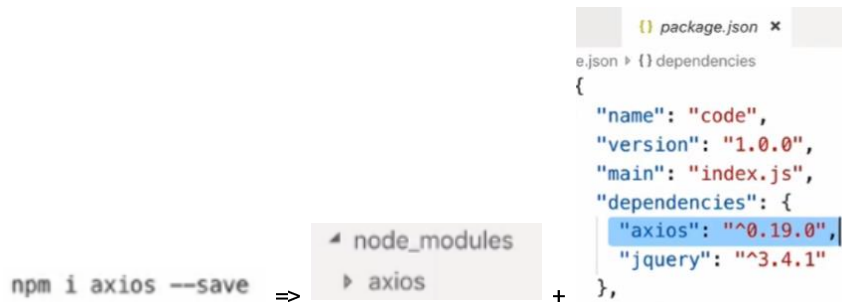 npm i axios --save
=>
node_modules
axios
+
{} package.json ×
e.json ▸ {} dependencies
{
"name": "code",
"version": "1.0.0",
"main": "index.js",
"dependencies": {
"axios": "^0.19.0",
"jquery": "^3.4.1"
},